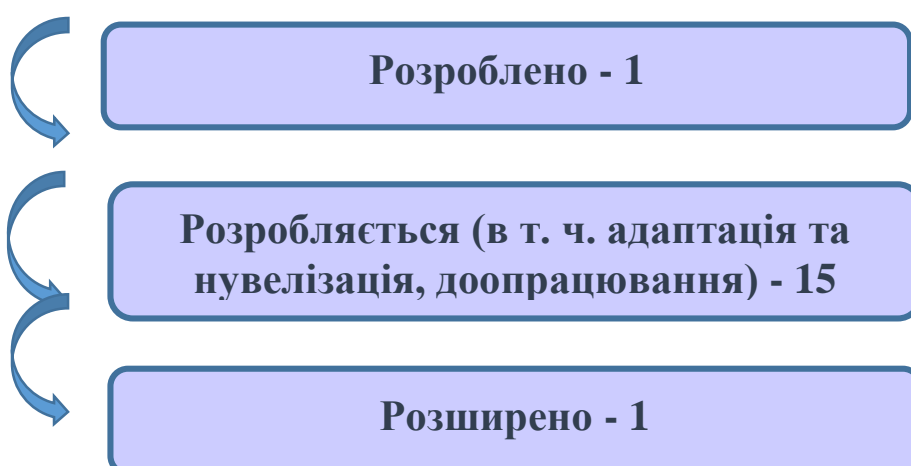 Розроблено - 1
Розробляється (в т. ч. адаптація та
нувелізація, доопрацювання) - 15
Розширено - 1